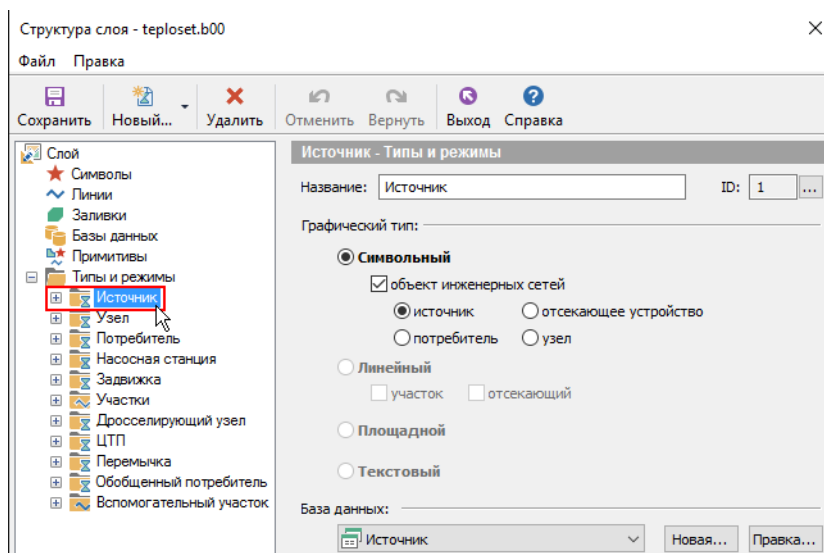 Структура слоя - teploset.b00
Файл Правка
Сохранить Новый... Удалить Отменить Вернуть Выход Справка
Слой
Символы
Линии
Заливки
Базы данных
Примитивы
Типы и режимы
Источник
Узел
Потребитель
Насосная станция
Задвижка
Участки
Дросселирующий узел
ЦТП
Перемычка
Обобщенный потребитель
Вспомогательный участок
Источник - Типы и режимы
Название: Источник ID: 1 ...
Графический тип:
Символьный
объект инженерных сетей
источник отсекающее устройство
потребитель узел
Линейный
участок отсекающий
Площадной
Текстовый
База данных:
Источник Новая... Правка...